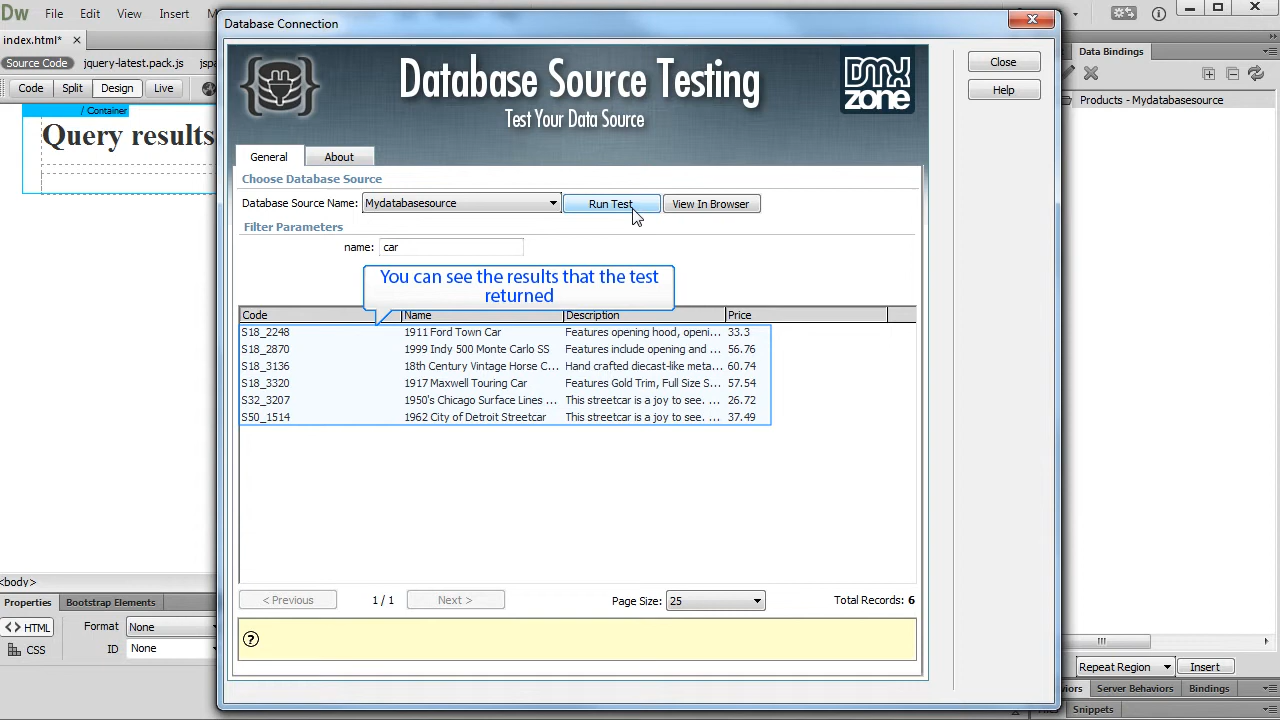 Dw File Edit View Insert M
index.html* ×
Source Code jquery-latest.pack.js jspa
Code Split Design Live
/ Container
Query results
Database Connection
Database Source Testing
Test Your Data Source
DMX
zone
Close
Help
General About
Choose Database Source
Database Source Name: Mydatabasesource Run Test View In Browser
Filter Parameters
name: car
You can see the results that the test
returned
Code Name Description Price
S18_2248 1911 Ford Town Car Features opening hood, openi... 33.3
S18_2870 1999 Indy 500 Monte Carlo SS Features include opening and ... 56.76
S18_3136 18th Century Vintage Horse C... Hand crafted diecast-like meta... 60.74
S18_3320 1917 Maxwell Touring Car Features Gold Trim, Full Size S... 57.54
S32_3207 1950's Chicago Surface Lines ... This streetcar is a joy to see. ... 26.72
S50_1514 1962 City of Detroit Streetcar This streetcar is a joy to see. ... 37.49
< Previous 1 / 1 Next > Page Size: 25 Total Records: 6
?
Data Bindings
Products - Mydatabasesource
<body>
Properties Bootstrap Elements
<> HTML Format None
CSS ID None
Repeat Region Insert
iors Server Behaviors Bindings
Snippets